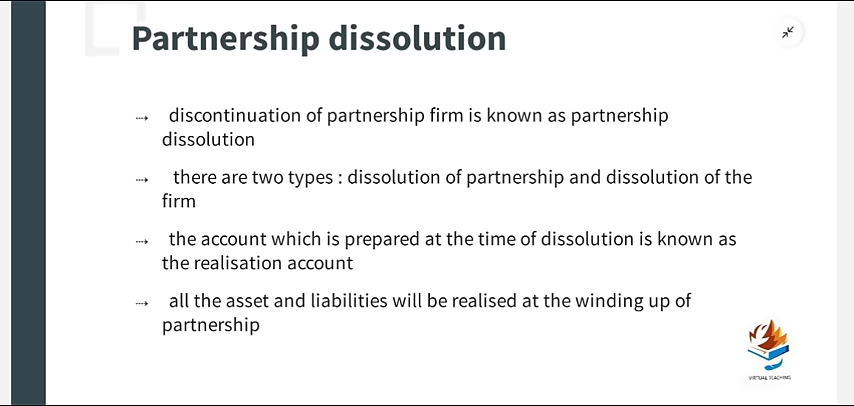 Partnership dissolution
→ discontinuation of partnership firm is known as partnership
dissolution
→ there are two types : dissolution of partnership and dissolution of the
firm
→ the account which is prepared at the time of dissolution is known as
the realisation account
→ all the asset and liabilities will be realised at the winding up of
partnership
VIRTUAL TEACHING